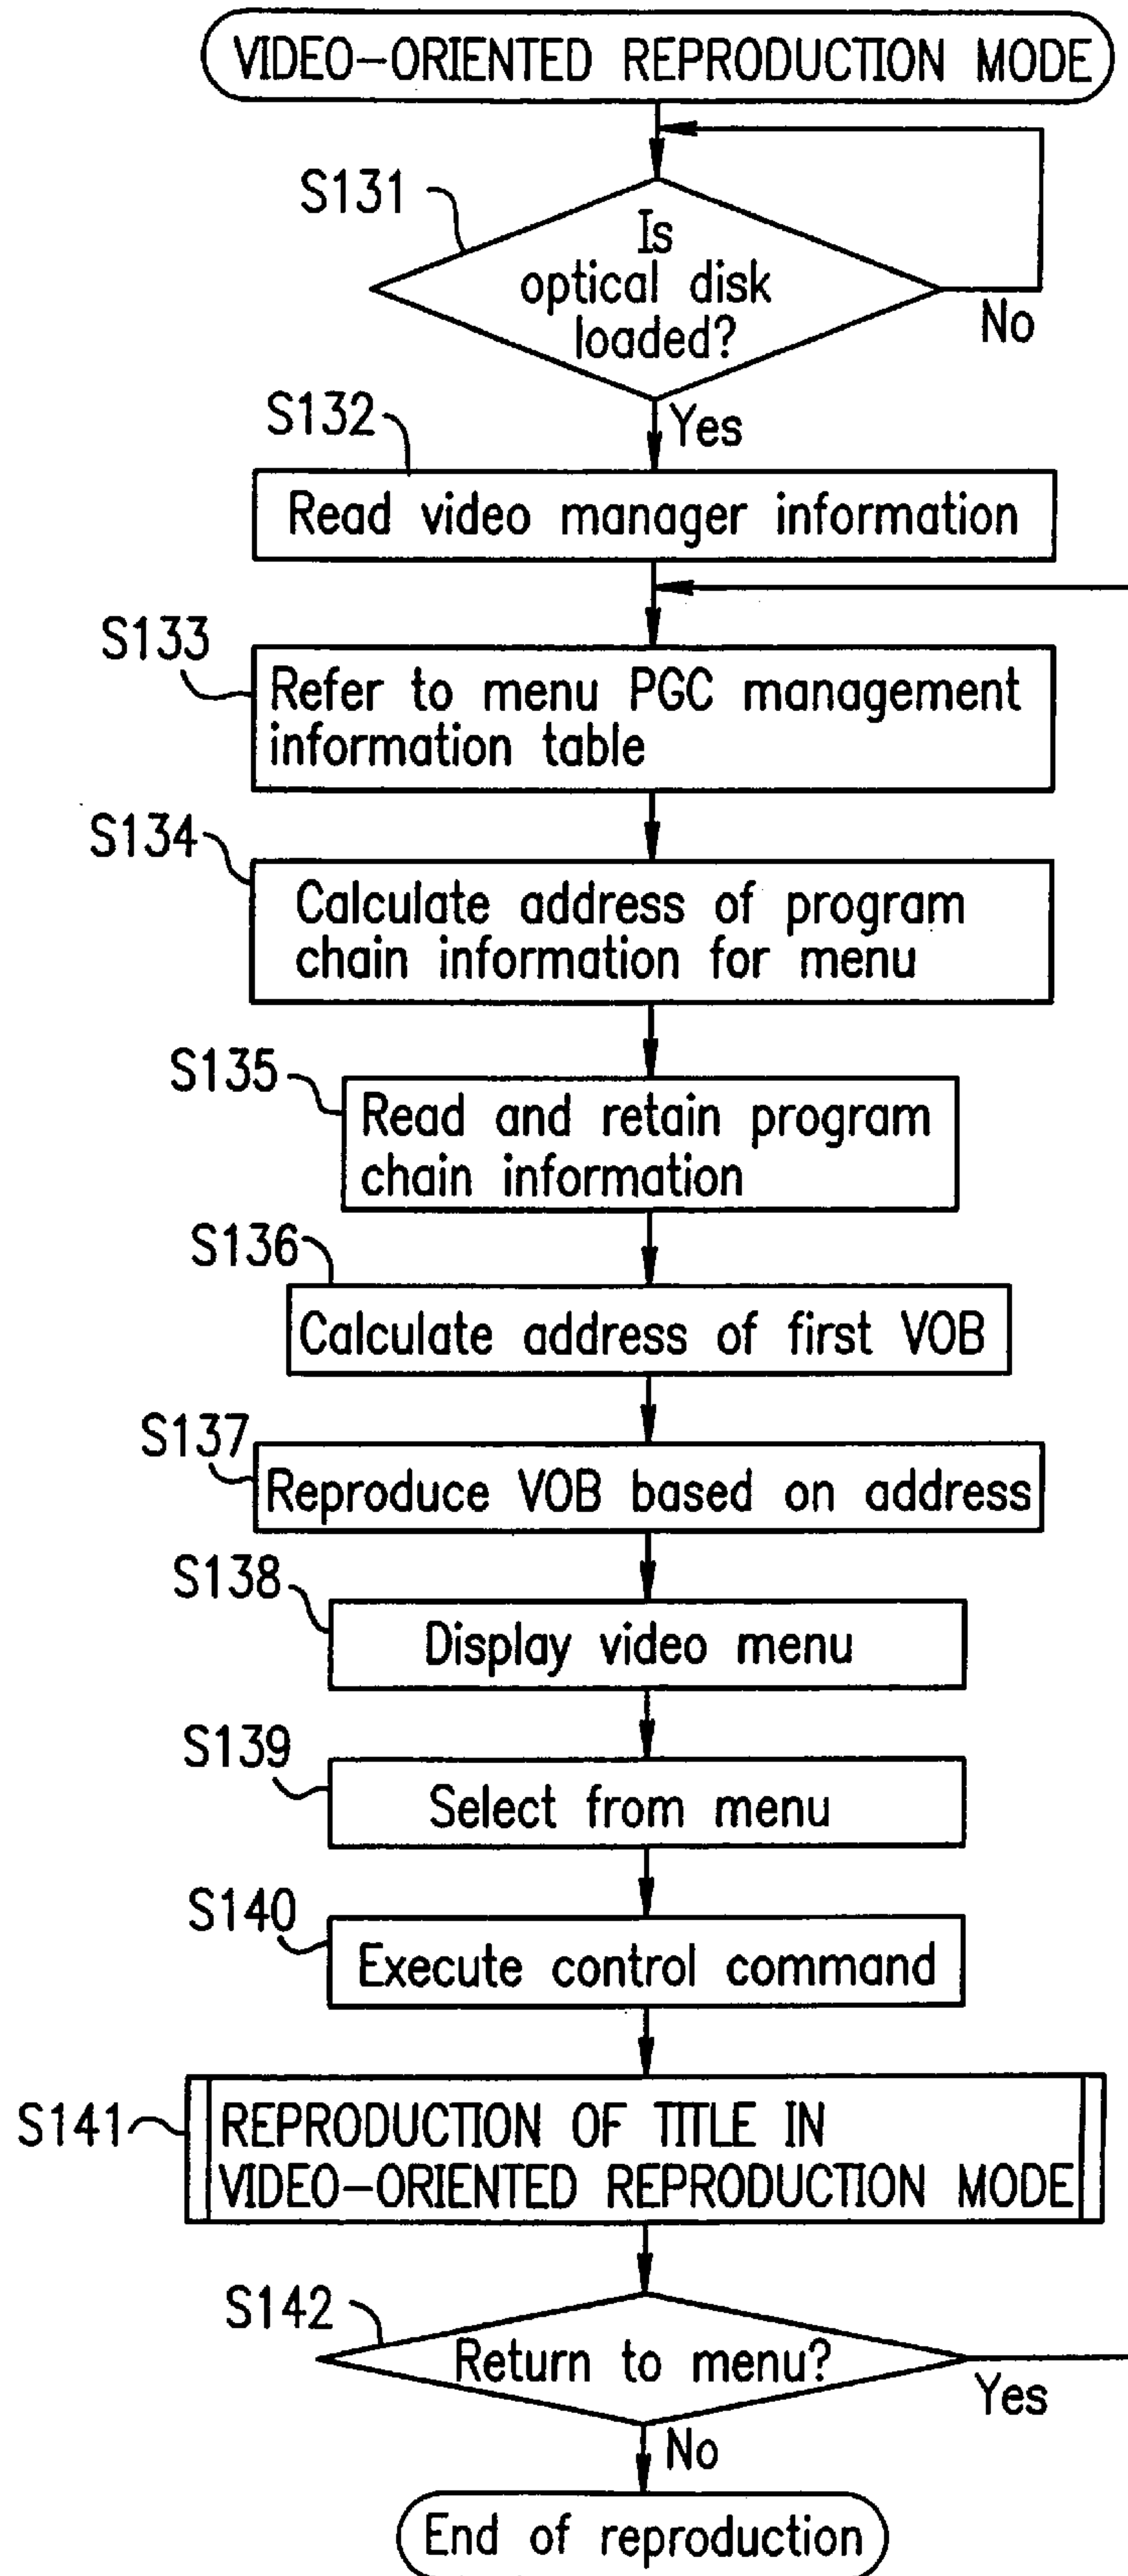 VIDEO-ORIENTED REPRODUCTION MODE
S131
Is
optical disk
loaded?
No
Yes
S132
Read video manager information
S133
Refer to menu PGC management
information table
S134
Calculate address of program
chain information for menu
S135
Read and retain program
chain information
S136
Calculate address of first VOB
S137
Reproduce VOB based on address
S138
Display video menu
S139
Select from menu
S140
Execute control command
S141
REPRODUCTION OF TITLE IN
VIDEO-ORIENTED REPRODUCTION MODE
S142
Return to menu?
Yes
No
End of reproduction